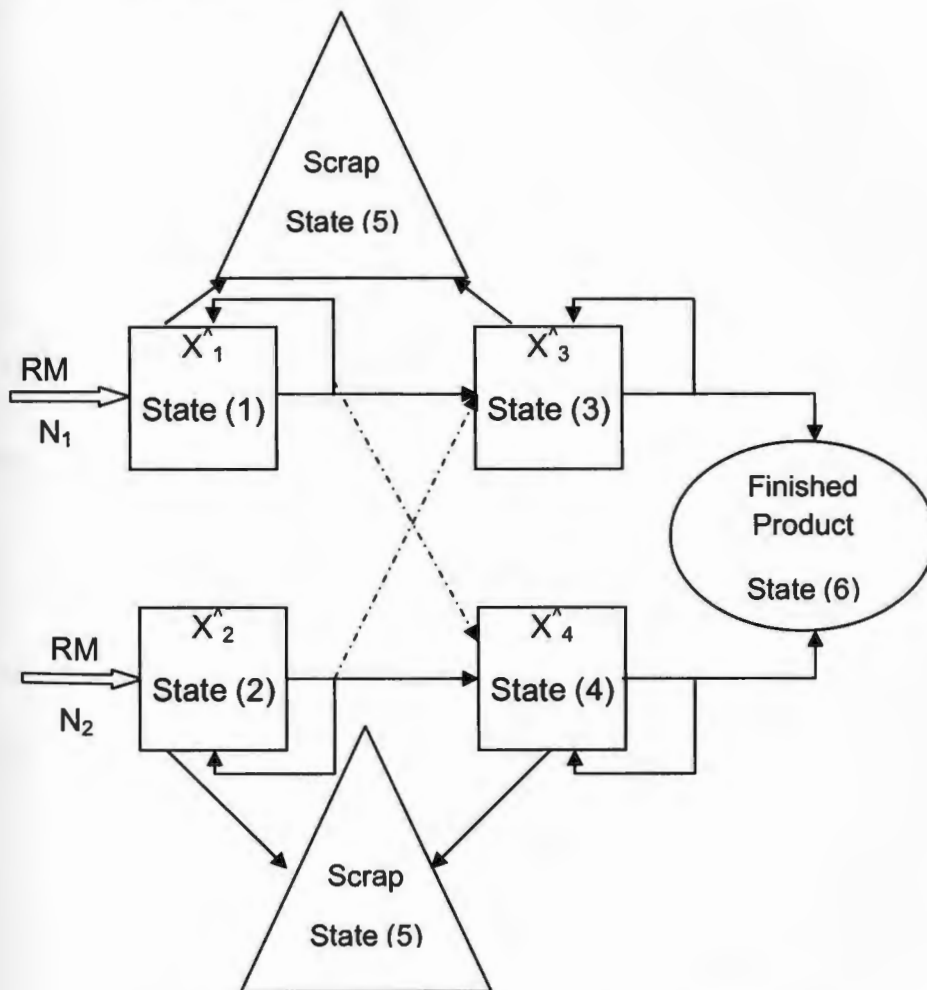 Scrap
State (5)
X^1
X^3
RM
State (1)
State (3)
N1
Finished
Product
State (6)
X^2
X^4
RM
State (2)
State (4)
N2
Scrap
State (5)